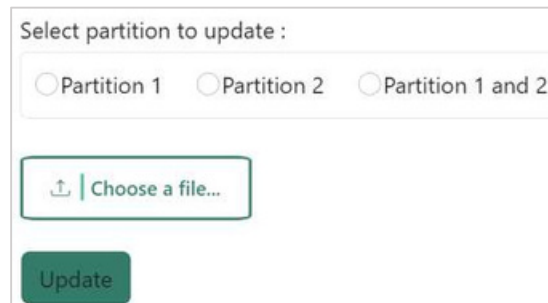 Select partition to update :
Partition 1 Partition 2 Partition 1 and 2
Choose a file...
Update